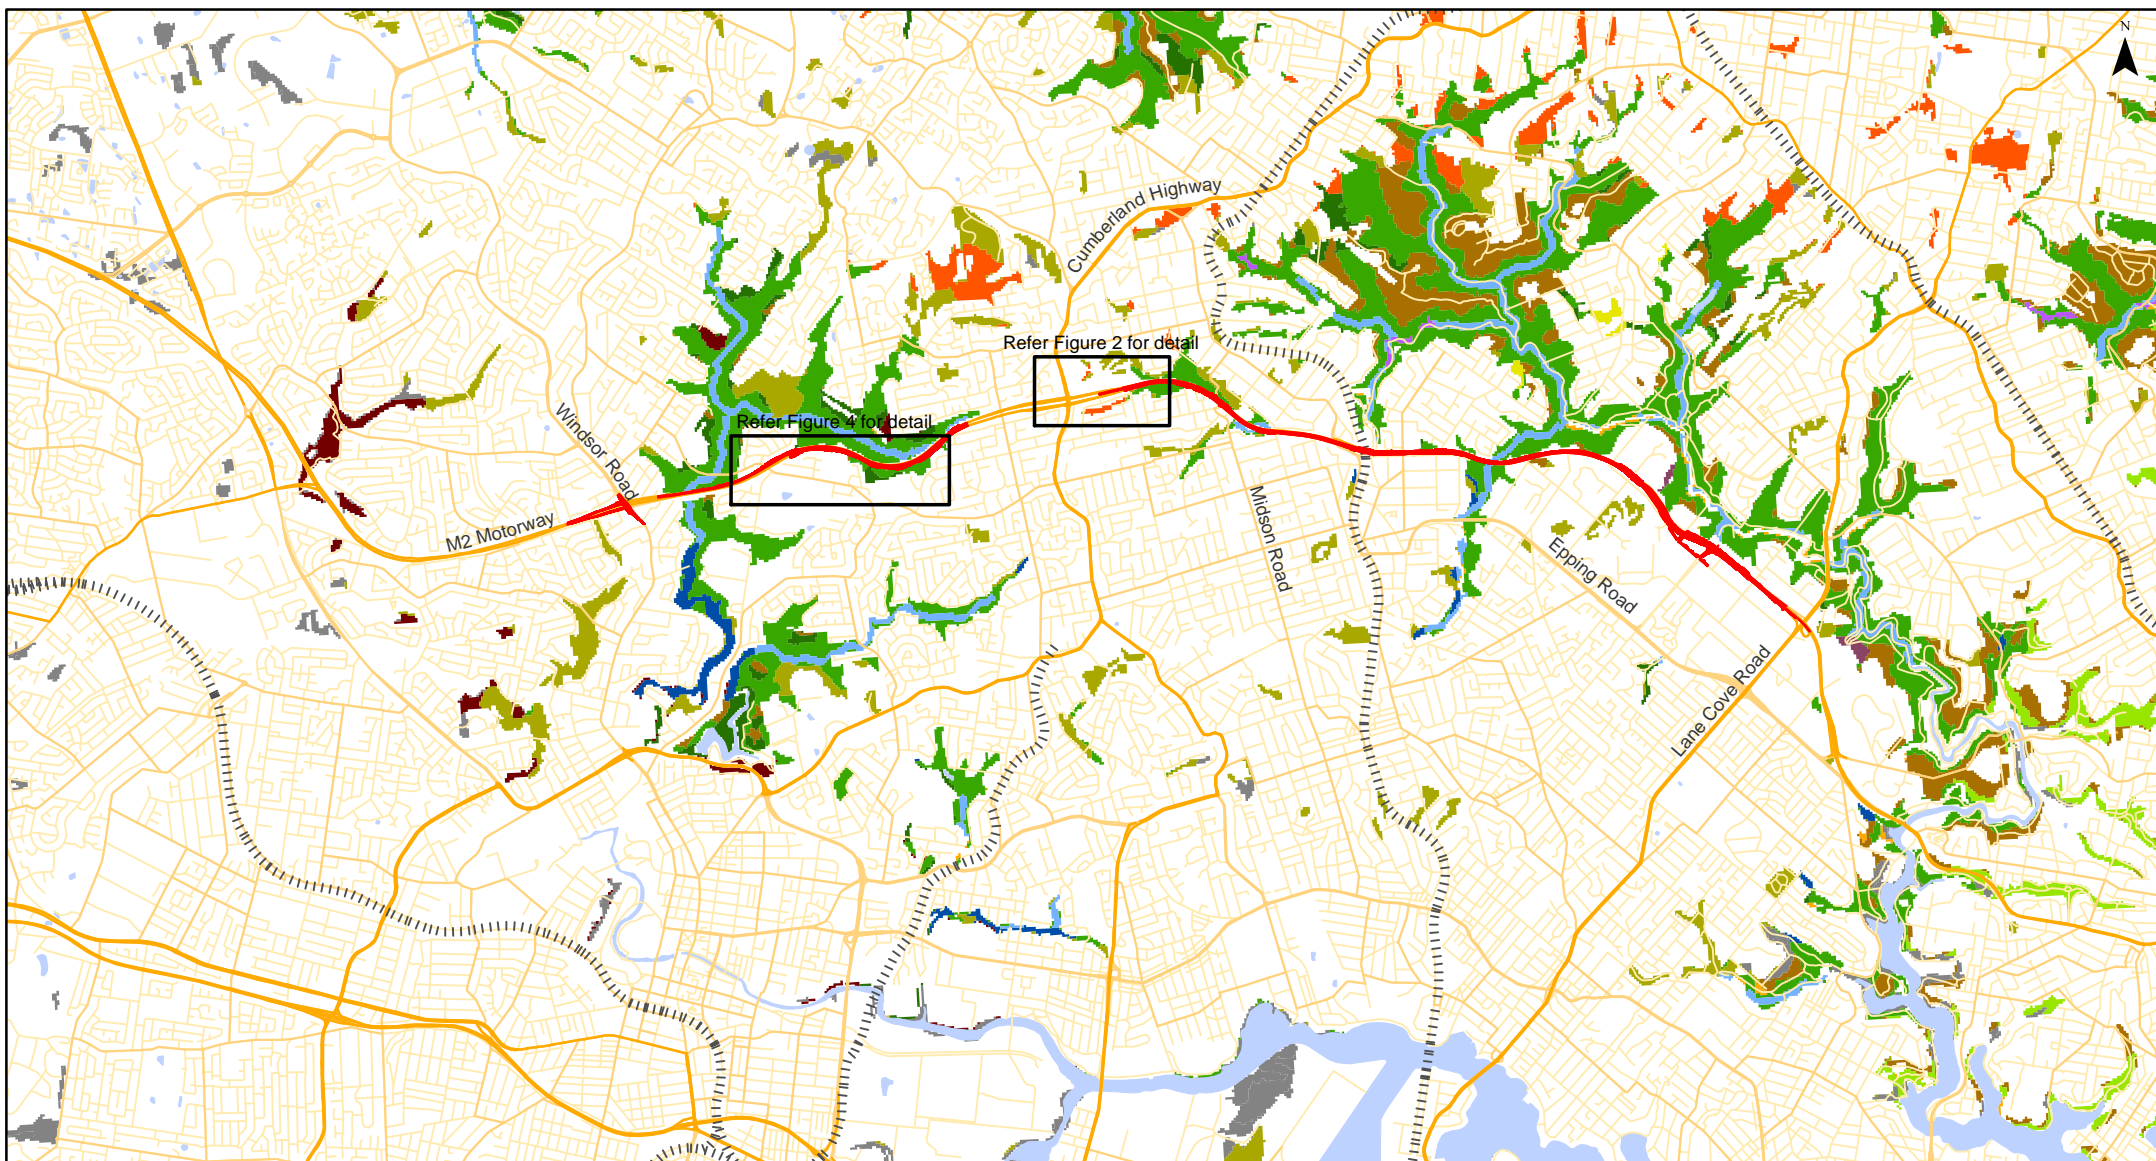 N
Cumberland Highway
Refer Figure 2 for detail
Refer Figure 4 for detail
Windsor Road
M2 Motorway
Midson Road
Epping Road
Lane Cove Road